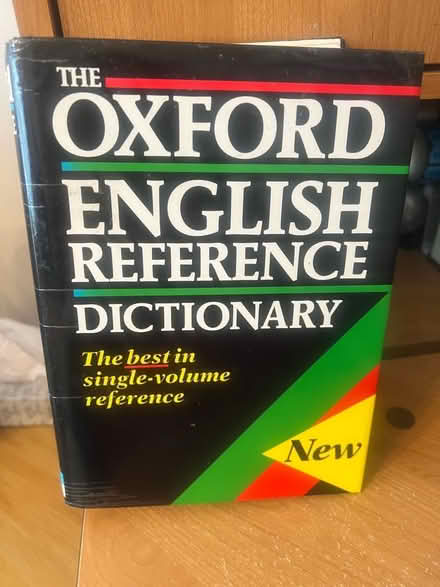 THE
OXFORD
ENGLISH
REFERENCE
DICTIONARY
The best in
single-volume
reference
New